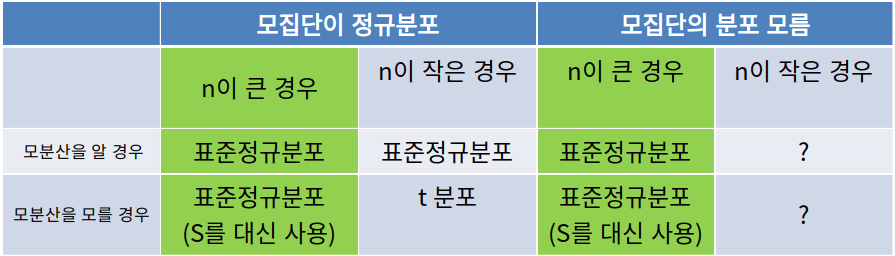 모집단이 정규분포 모집단의 분포 모름
n이 큰 경우 n이 작은 경우 n이 큰 경우 n이 작은 경우
모분산을 알 경우 표준정규분포 표준정규분포 표준정규분포 ?
모분산을 모를 경우 표준정규분포 t 분포 표준정규분포 ?
(S를 대신 사용) (S를 대신 사용)